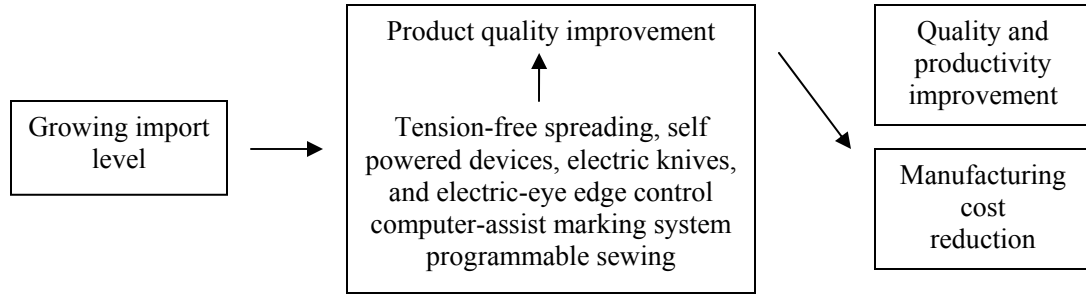 Growing import
level
Product quality improvement
Tension-free spreading, self
powered devices, electric knives,
and electric-eye edge control
computer-assist marking system
programmable sewing
Quality and
productivity
improvement
Manufacturing
cost
reduction